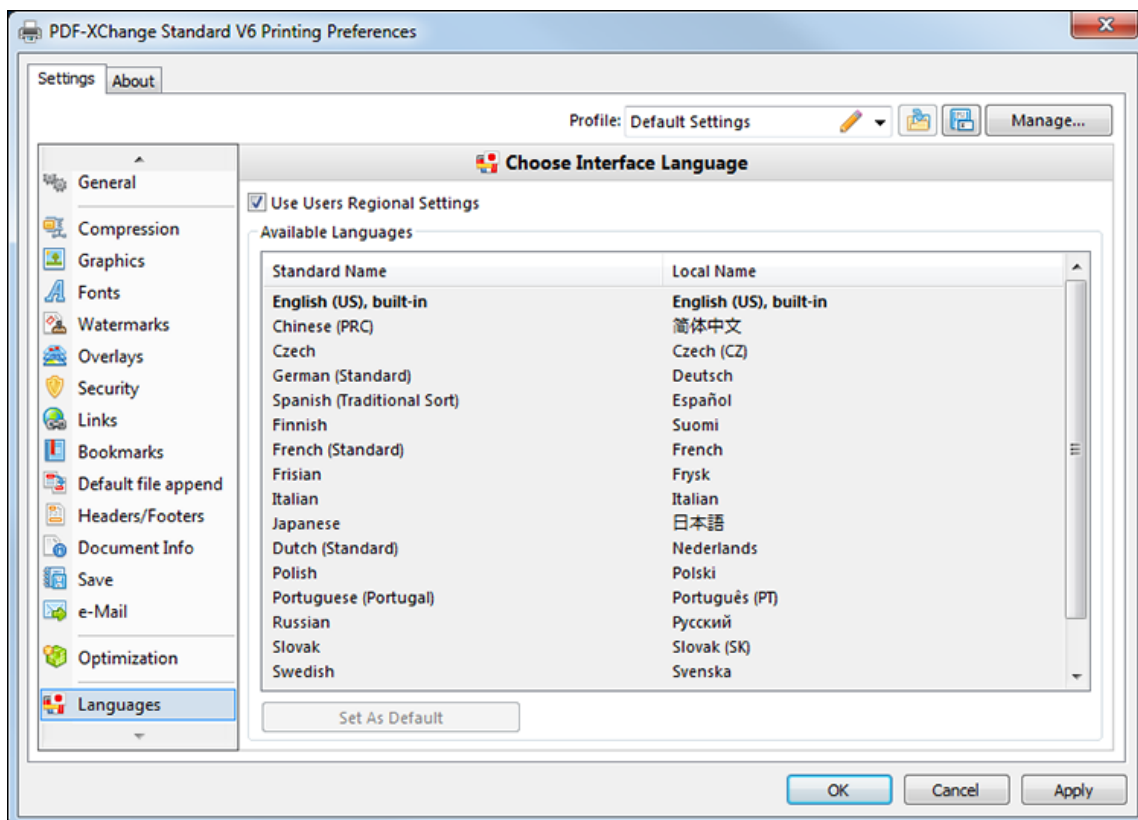 PDF-XChange Standard V6 Printing Preferences
Settings About
Profile: Default Settings Manage...
Choose Interface Language
General
Compression
Graphics
Fonts
Watermarks
Overlays
Security
Links
Bookmarks
Default file append
Headers/Footers
Document Info
Save
e-Mail
Optimization
Languages
Use Users Regional Settings
Available Languages
Standard Name Local Name
English (US), built-in English (US), built-in
Chinese (PRC) 简体中文
Czech Czech (CZ)
German (Standard) Deutsch
Spanish (Traditional Sort) Español
Finnish Suomi
French (Standard) French
Frisian Frysk
Italian Italian
Japanese 日本語
Dutch (Standard) Nederlands
Polish Polski
Portuguese (Portugal) Português (PT)
Russian Русский
Slovak Slovak (SK)
Swedish Svenska
Set As Default
OK Cancel Apply